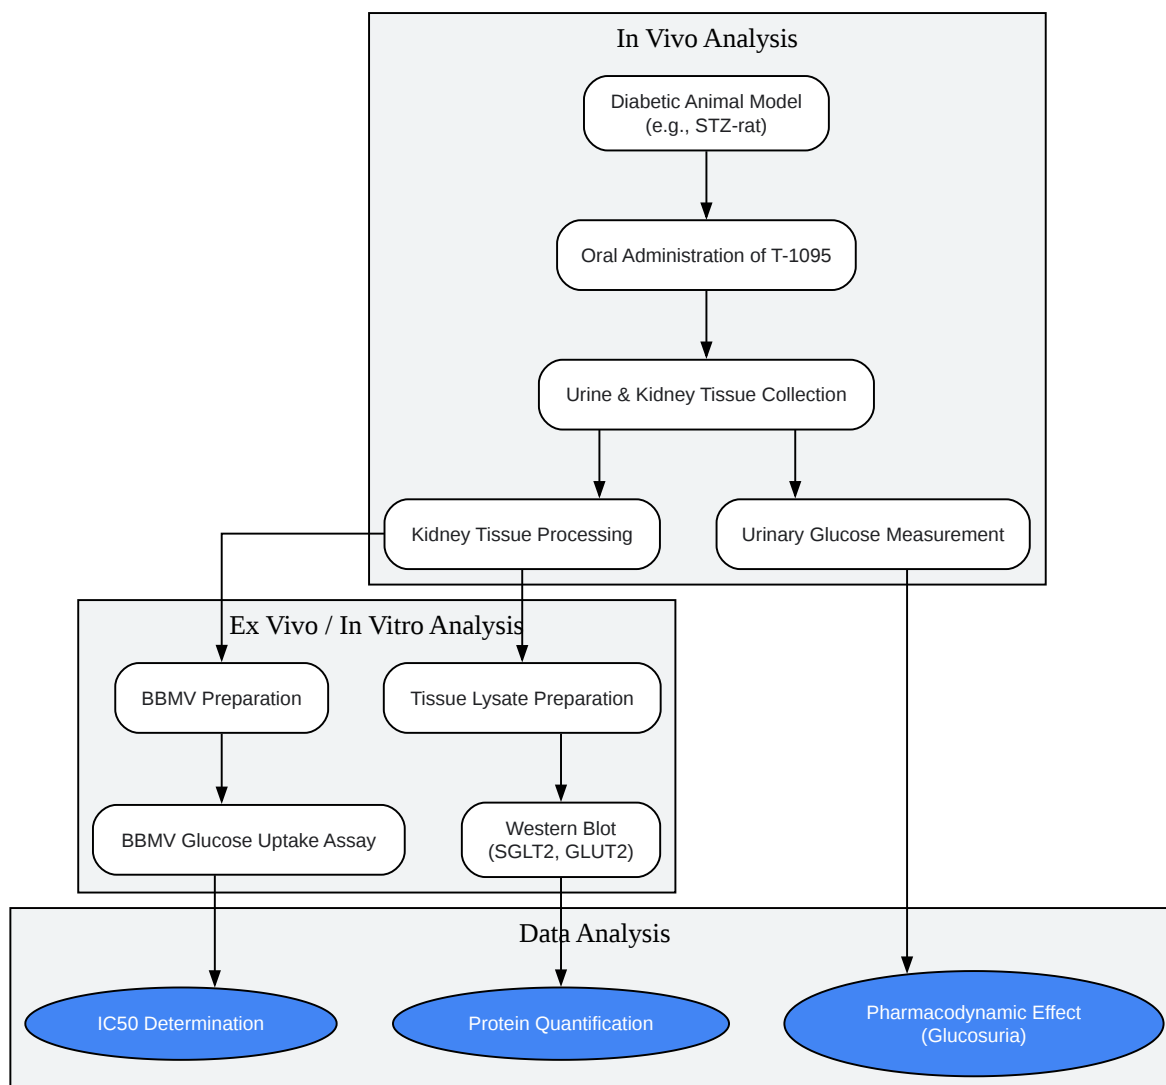 In Vivo Analysis
Diabetic Animal Model
(e.g., STZ-rat)
Oral Administration of T-1095
Urine & Kidney Tissue Collection
Kidney Tissue Processing
Urinary Glucose Measurement
Ex Vivo / In Vitro Analysis
BBMV Preparation
Tissue Lysate Preparation
BBMV Glucose Uptake Assay
Western Blot
(SGLT2, GLUT2)
Data Analysis
IC50 Determination
Protein Quantification
Pharmacodynamic Effect
(Glucosuria)